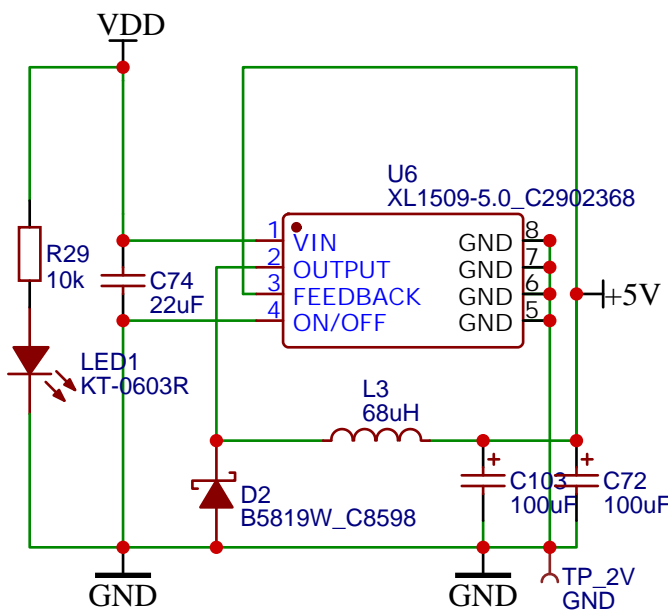 VDD
U6
XL1509-5.0_C2902368
1 VIN GND 8
2 OUTPUT GND 7
3 FEEDBACK GND 6
4 ON/OFF GND 5
R29
10k
C74
22uF
+5V
LED1
KT-0603R
L3
68uH
D2
B5819W_C8598
+
C103
100uF
+
C72
100uF
GND
GND
TP_2V
GND